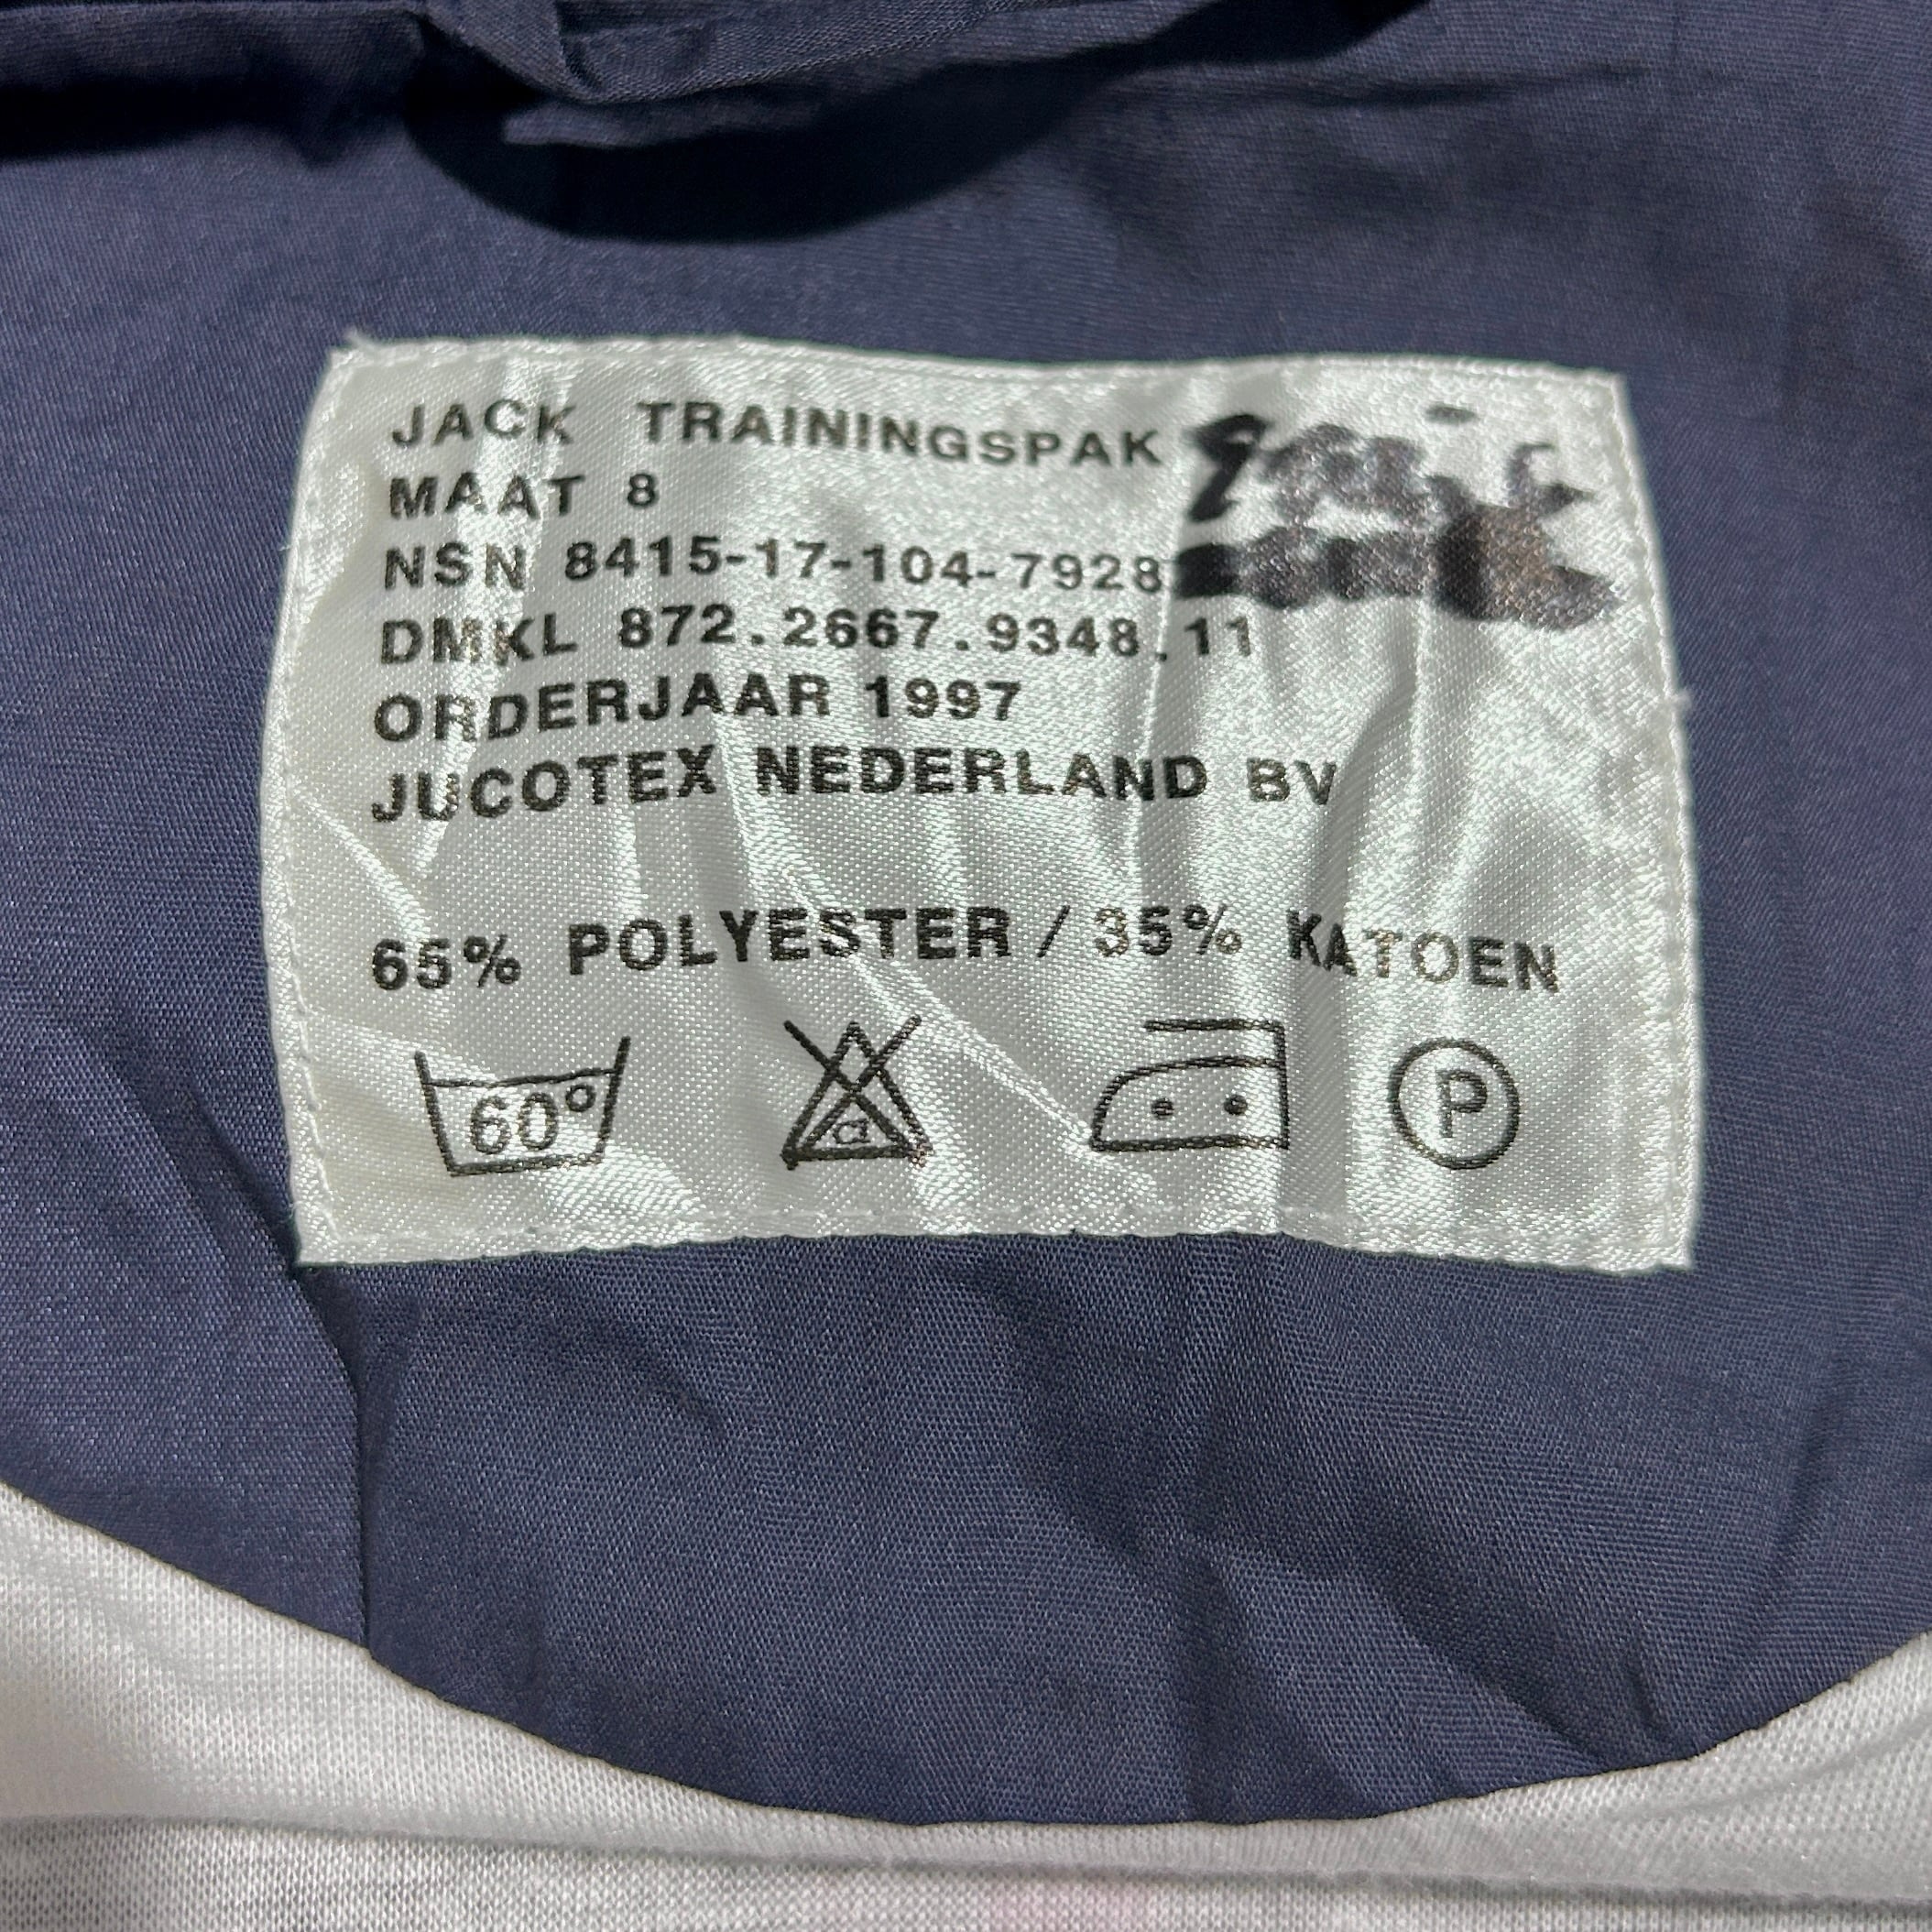 JACK TRAININGSPAK
MAAT 8
NSN 8415-17-104-7928
DMKL 872.2667.9348.11
ORDERJAAR 1997
JUCOTEX NEDERLAND BV
65% POLYESTER / 35% KATOEN
60° cl P